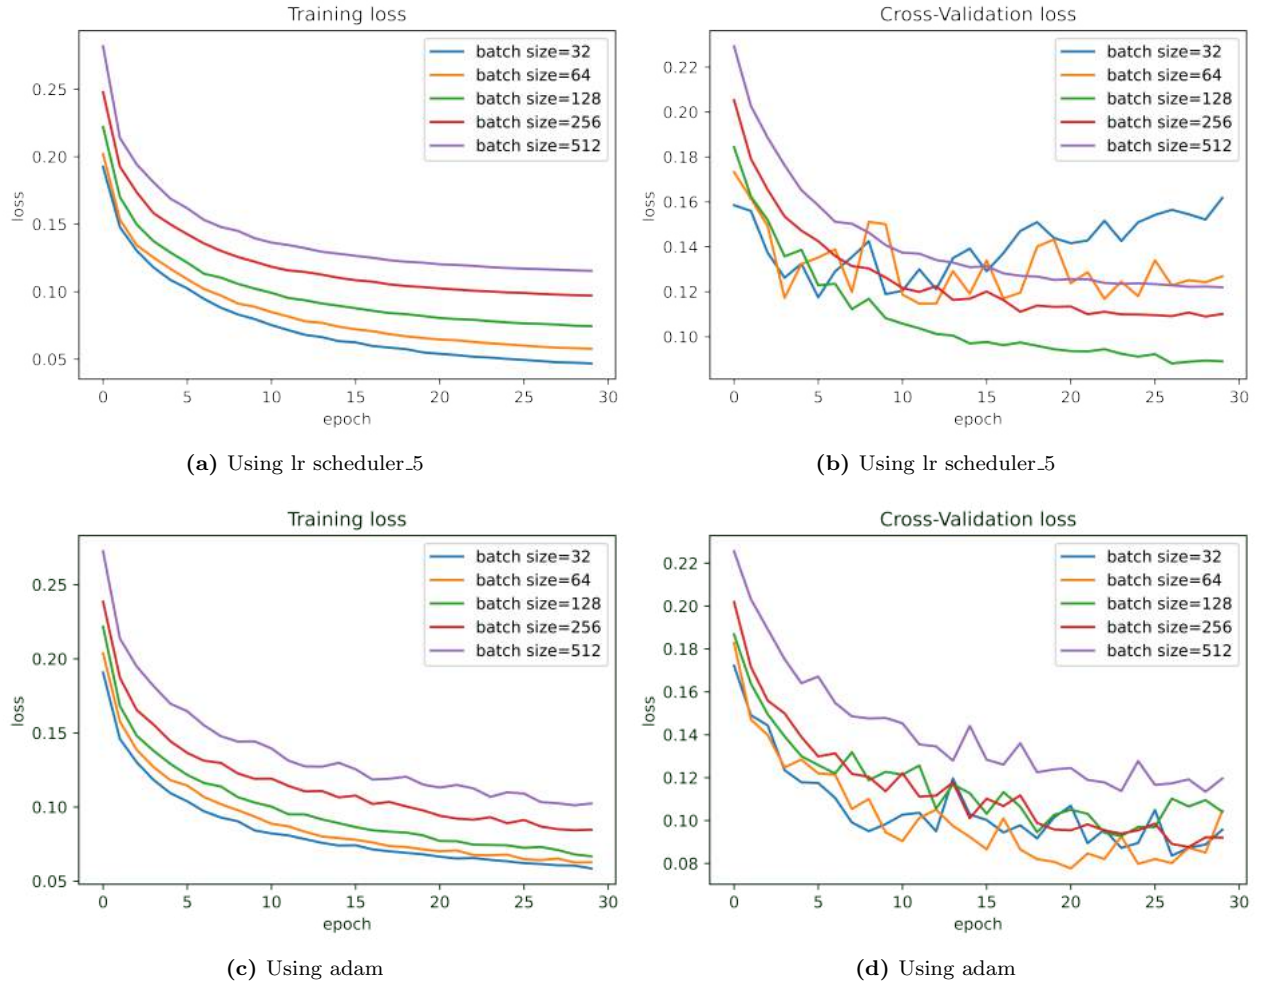 Training loss
loss
0.25
0.20
0.15
0.10
0.05
batch size=32
batch size=64
batch size=128
batch size=256
batch size=512
0 5 10 15 20 25 30
epoch
(a) Using lr scheduler_5
Cross-Validation loss
loss
0.22
0.20
0.18
0.16
0.14
0.12
0.10
batch size=32
batch size=64
batch size=128
batch size=256
batch size=512
0 5 10 15 20 25 30
epoch
(b) Using lr scheduler_5
Training loss
loss
0.25
0.20
0.15
0.10
0.05
batch size=32
batch size=64
batch size=128
batch size=256
batch size=512
0 5 10 15 20 25 30
epoch
(c) Using adam
Cross-Validation loss
loss
0.22
0.20
0.18
0.16
0.14
0.12
0.10
0.08
batch size=32
batch size=64
batch size=128
batch size=256
batch size=512
0 5 10 15 20 25 30
epoch
(d) Using adam